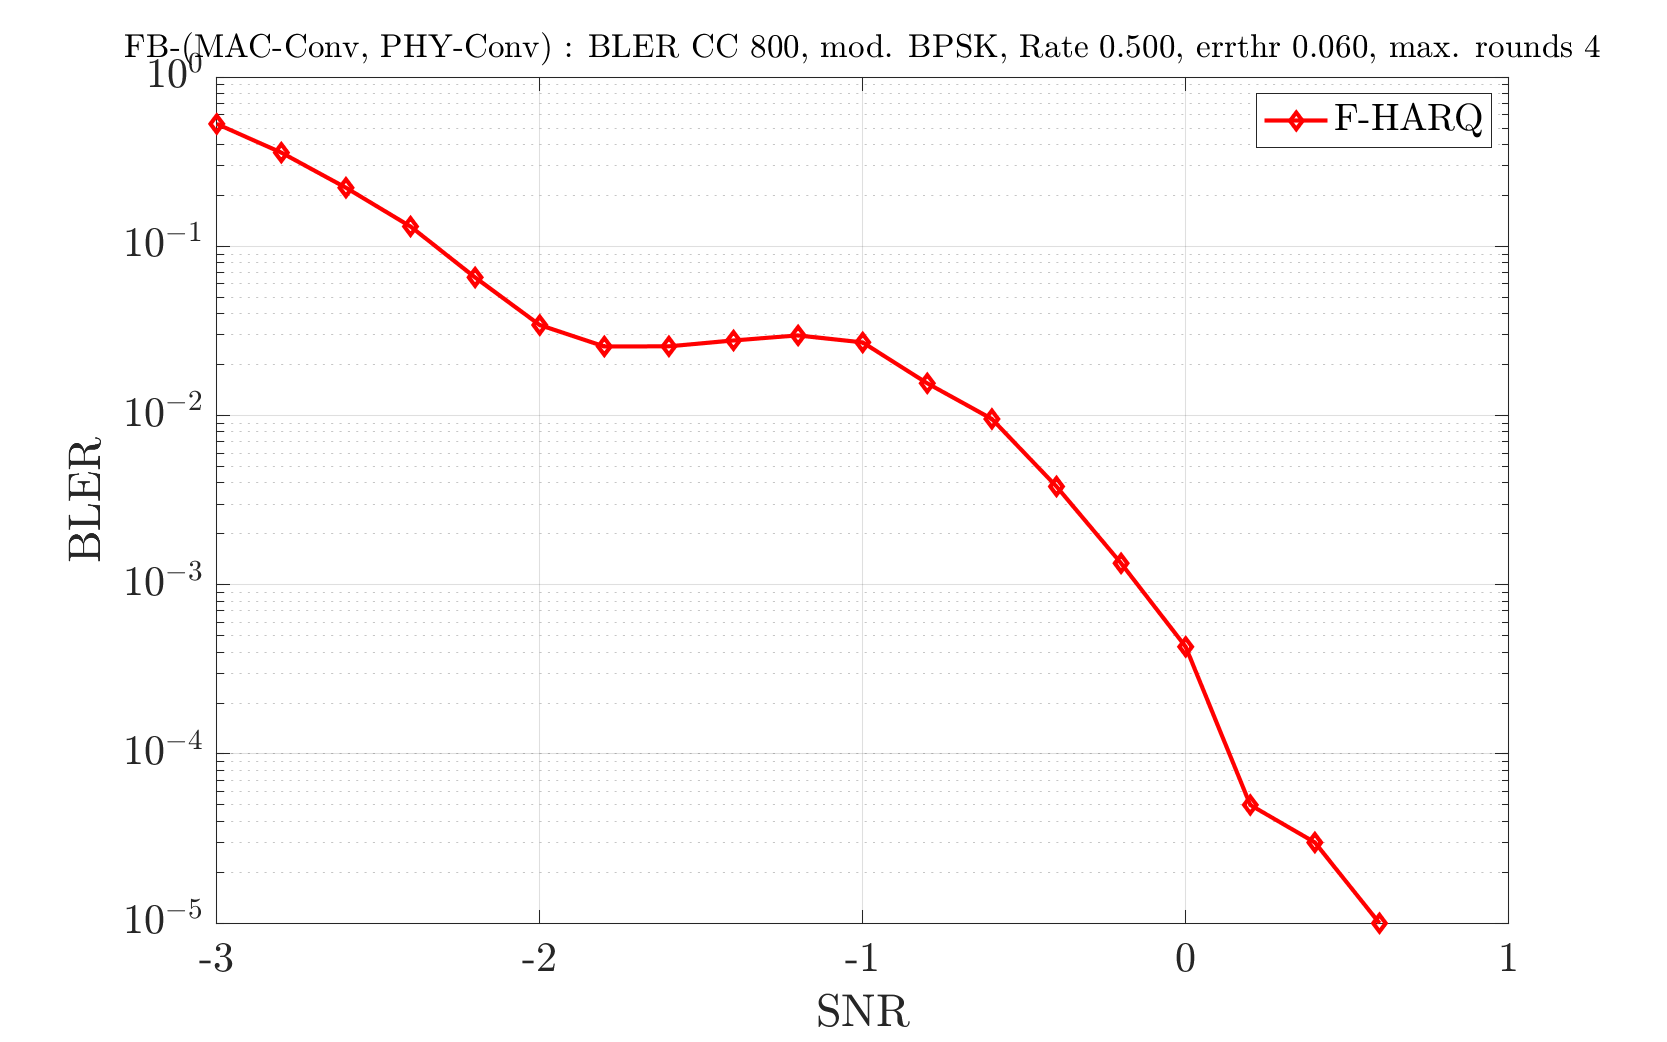 FB-(MAC-Conv, PHY-Conv) : BLER CC 800, mod. BPSK, Rate 0.500, errthr 0.060, max. rounds 4
10^0
F-HARQ
10^{-1}
10^{-2}
BLER
10^{-3}
10^{-4}
10^{-5}
-3 -2 -1 0 1
SNR